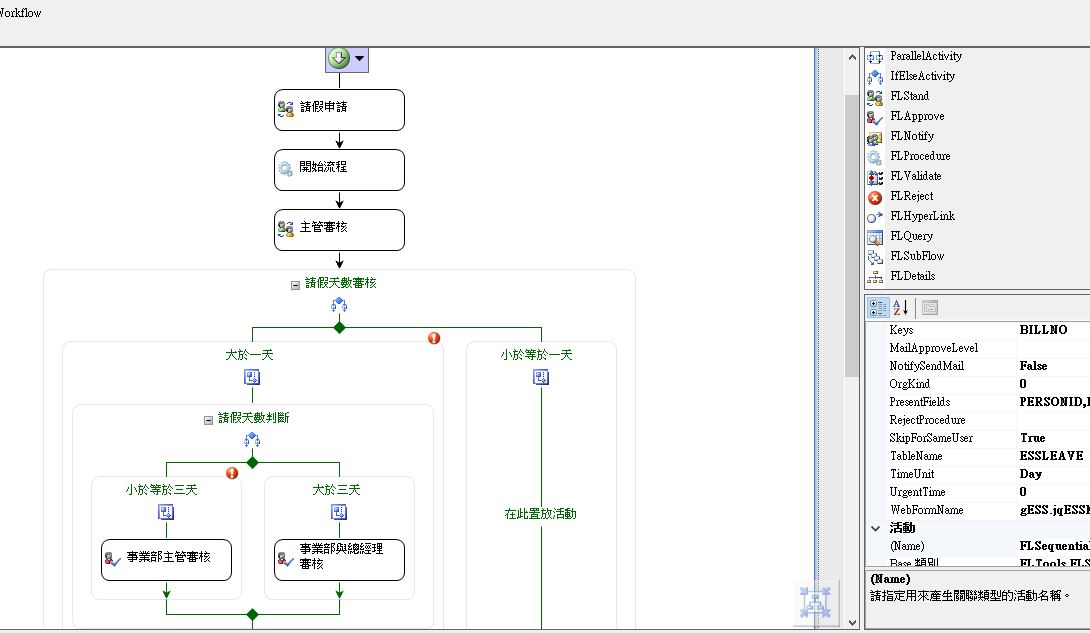 Workflow
請假申請
開始流程
主管審核
請假天數審核
大於一天
小於等於一天
請假天數判斷
小於等於三天
大於三天
在此置放活動
事業部主管審核
事業部與總經理
審核
ParallelActivity
IfElseActivity
FLStand
FLApprove
FLNotify
FLProcedure
FLValidate
FLReject
FLHyperLink
FLQuery
FLSubFlow
FLDetails
Keys BILLNO
MailApproveLevel
NotifySendMail False
OrgKind 0
PresentFields PERSONID,
RejectProcedure
SkipForSameUser True
TableName ESSLEAVE
TimeUnit Day
UrgentTime 0
WebFormName gESS.jqESS
活動
(Name) FLSequential
Base 類別 FLTools.FLS
(Name)
請指定用來產生關聯類型的活動名稱。